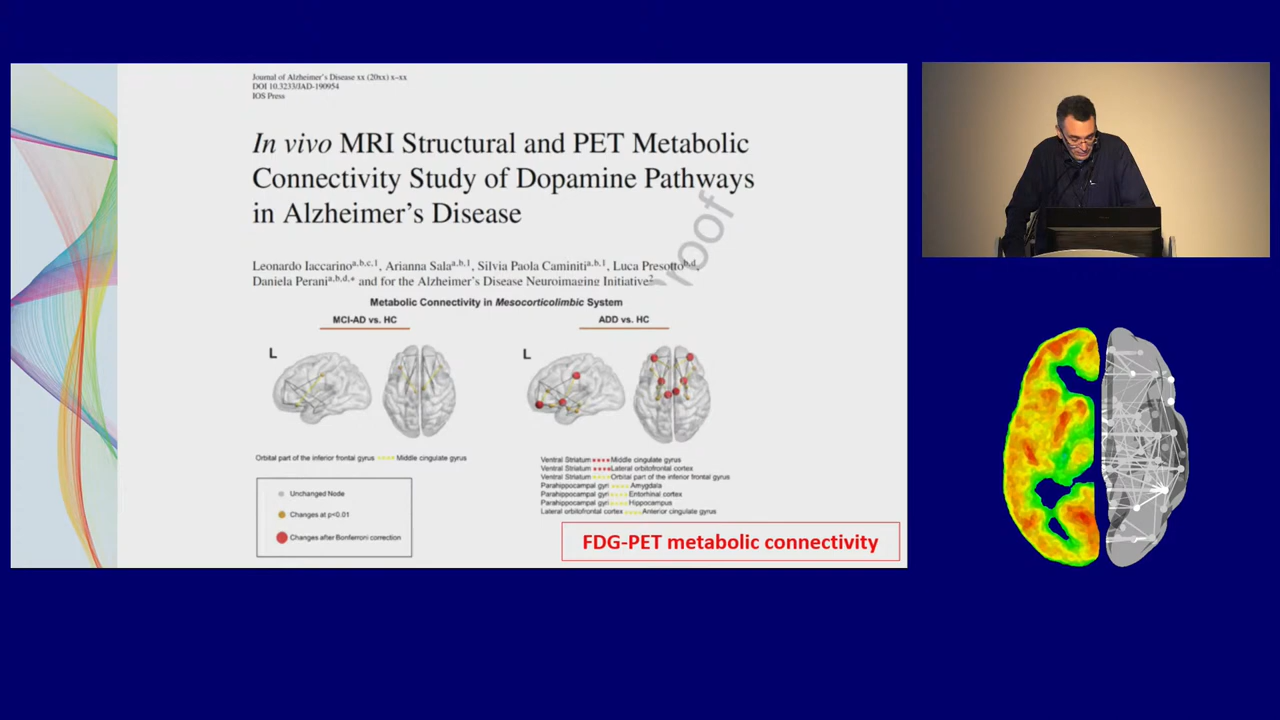 Journal of Alzheimer's Disease xx (20xx) x–xx
DOI 10.3233/JAD-190954
IOS Press
In vivo MRI Structural and PET Metabolic
Connectivity Study of Dopamine Pathways
in Alzheimer's Disease
Leonardo Iaccarino a,b,c,1, Arianna Sala a,b,1, Silvia Paola Caminiti a,b,1, Luca Presotto b,d,
Daniela Perani a,b,d,* and for the Alzheimer's Disease Neuroimaging Initiative 2
Proof
Metabolic Connectivity in Mesocorticolimbic System
MCI-AD vs. HC
ADD vs. HC
L
L
Orbital part of the inferior frontal gyrus Middle cingulate gyrus
Ventral Striatum Middle cingulate gyrus
Ventral Striatum Lateral orbitofrontal cortex
Ventral Striatum Orbital part of the inferior frontal gyrus
Parahippocampal gyri Amygdala
Parahippocampal gyri Entorhinal cortex
Parahippocampal gyri Hippocampus
Lateral orbitofrontal cortex Anterior cingulate gyrus
Unchanged Node
Changes at p<0.01
Changes after Bonferroni correction
FDG-PET metabolic connectivity